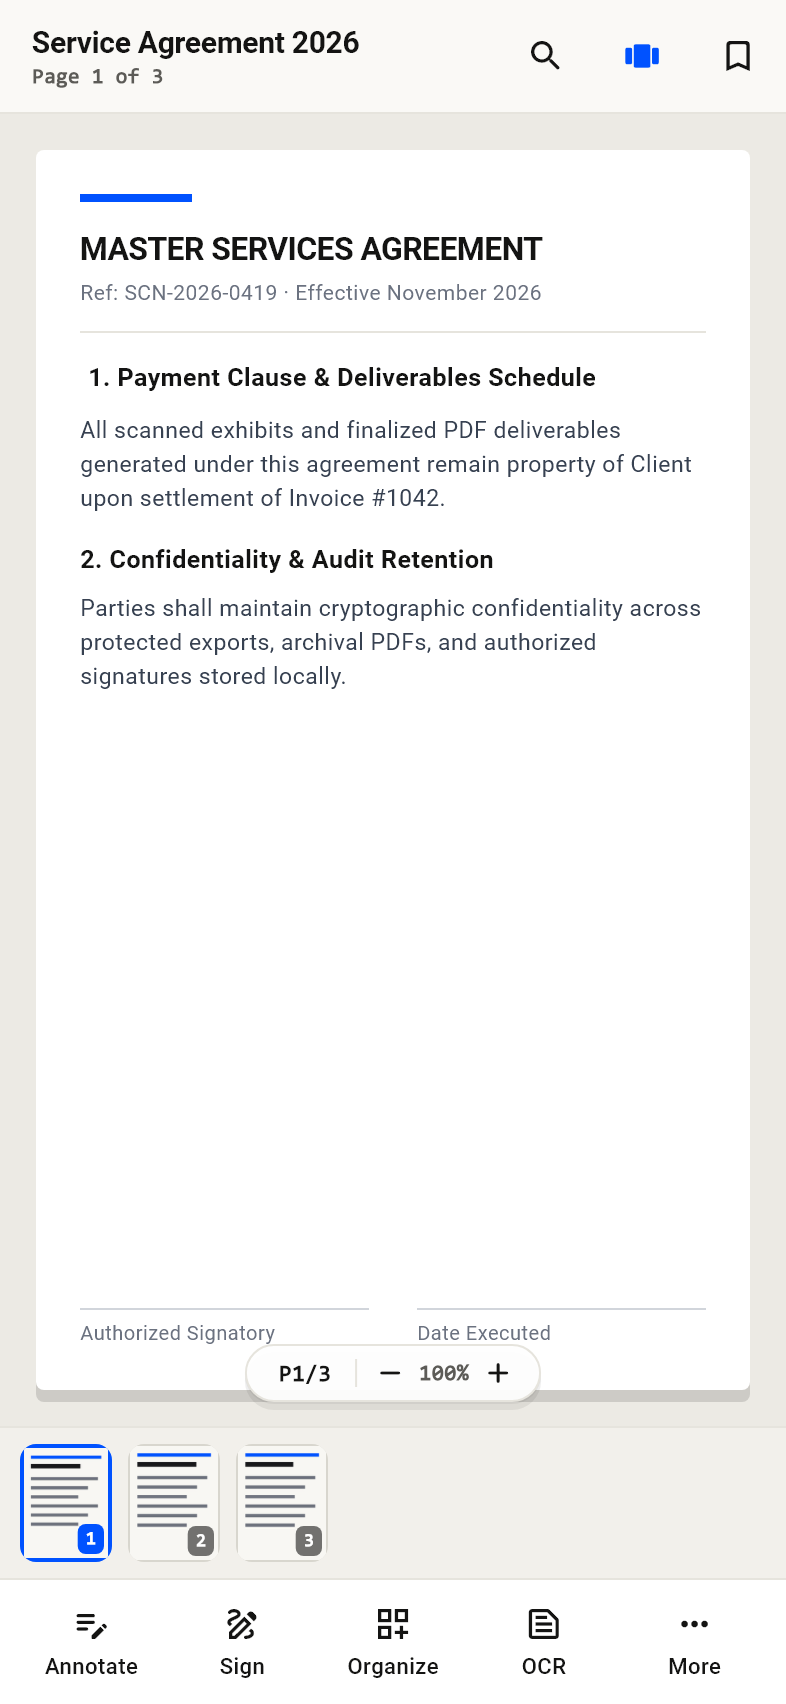 Service Agreement 2026
Page 1 of 3
MASTER SERVICES AGREEMENT
Ref: SCN-2026-0419 · Effective November 2026
1. Payment Clause & Deliverables Schedule
All scanned exhibits and finalized PDF deliverables
generated under this agreement remain property of Client
upon settlement of Invoice #1042.
2. Confidentiality & Audit Retention
Parties shall maintain cryptographic confidentiality across
protected exports, archival PDFs, and authorized
signatures stored locally.
Authorized Signatory
Date Executed
P1/3
100%
1
2
3
Annotate
Sign
Organize
OCR
More